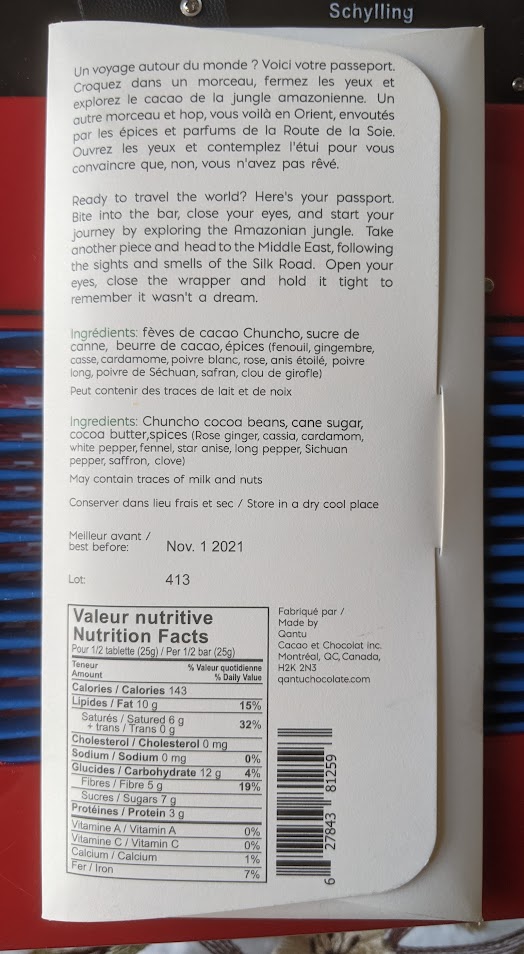 Schylling
Un voyage autour du monde ? Voici votre passeport.
Croquez dans un morceau, fermez les yeux et
explorez le cacao de la jungle amazonienne. Un
autre morceau et hop, vous voilà en Orient, envoutés
par les épices et parfums de la Route de la Soie.
Ouvrez les yeux et contemplez l'étui pour vous
convaincre que, non, vous n'avez pas rêvé.
Ready to travel the world? Here's your passport.
Bite into the bar, close your eyes, and start your
journey by exploring the Amazonian jungle. Take
another piece and head to the Middle East, following
the sights and smells of the Silk Road. Open your
eyes, close the wrapper and hold it tight to
remember it wasn't a dream.
Ingrédients: fèves de cacao Chuncho, sucre de
canne, beurre de cacao, épices (fenouil, gingembre,
casse, cardamome, poivre blanc, rose, anis étoilé, poivre
long, poivre de Séchuan, safran, clou de girofle)
Peut contenir des traces de lait et de noix
Ingredients: Chuncho cocoa beans, cane sugar,
cocoa butter,spices (Rose ginger, cassia, cardamom,
white pepper, fennel, star anise, long pepper, Sichuan
pepper, saffron, clove)
May contain traces of milk and nuts
Conserver dans lieu frais et sec / Store in a dry cool place
Meilleur avant /
best before: Nov. 1 2021
Lot: 413
Valeur nutritive
Nutrition Facts
Pour 1/2 tablette (25g) / Per 1/2 bar (25g)
Teneur % Valeur quotidienne
Amount % Daily Value
Calories / Calories 143
Lipides / Fat 10 g 15%
Saturés / Satured 6 g
+ trans / Trans 0 g 32%
Cholesterol / Cholesterol 0 mg
Sodium / Sodium 0 mg 0%
Glucides / Carbohydrate 12 g 4%
Fibres / Fibre 5 g 19%
Sucres / Sugars 7 g
Protéines / Protein 3 g
Vitamine A / Vitamin A 0%
Vitamine C / Vitamin C 0%
Calcium / Calcium 1%
Fer / Iron 7%
Fabriqué par /
Made by
Qantu
Cacao et Chocolat inc.
Montréal, QC, Canada,
H2K 2N3
qantuchocolate.com
6 27843 81259